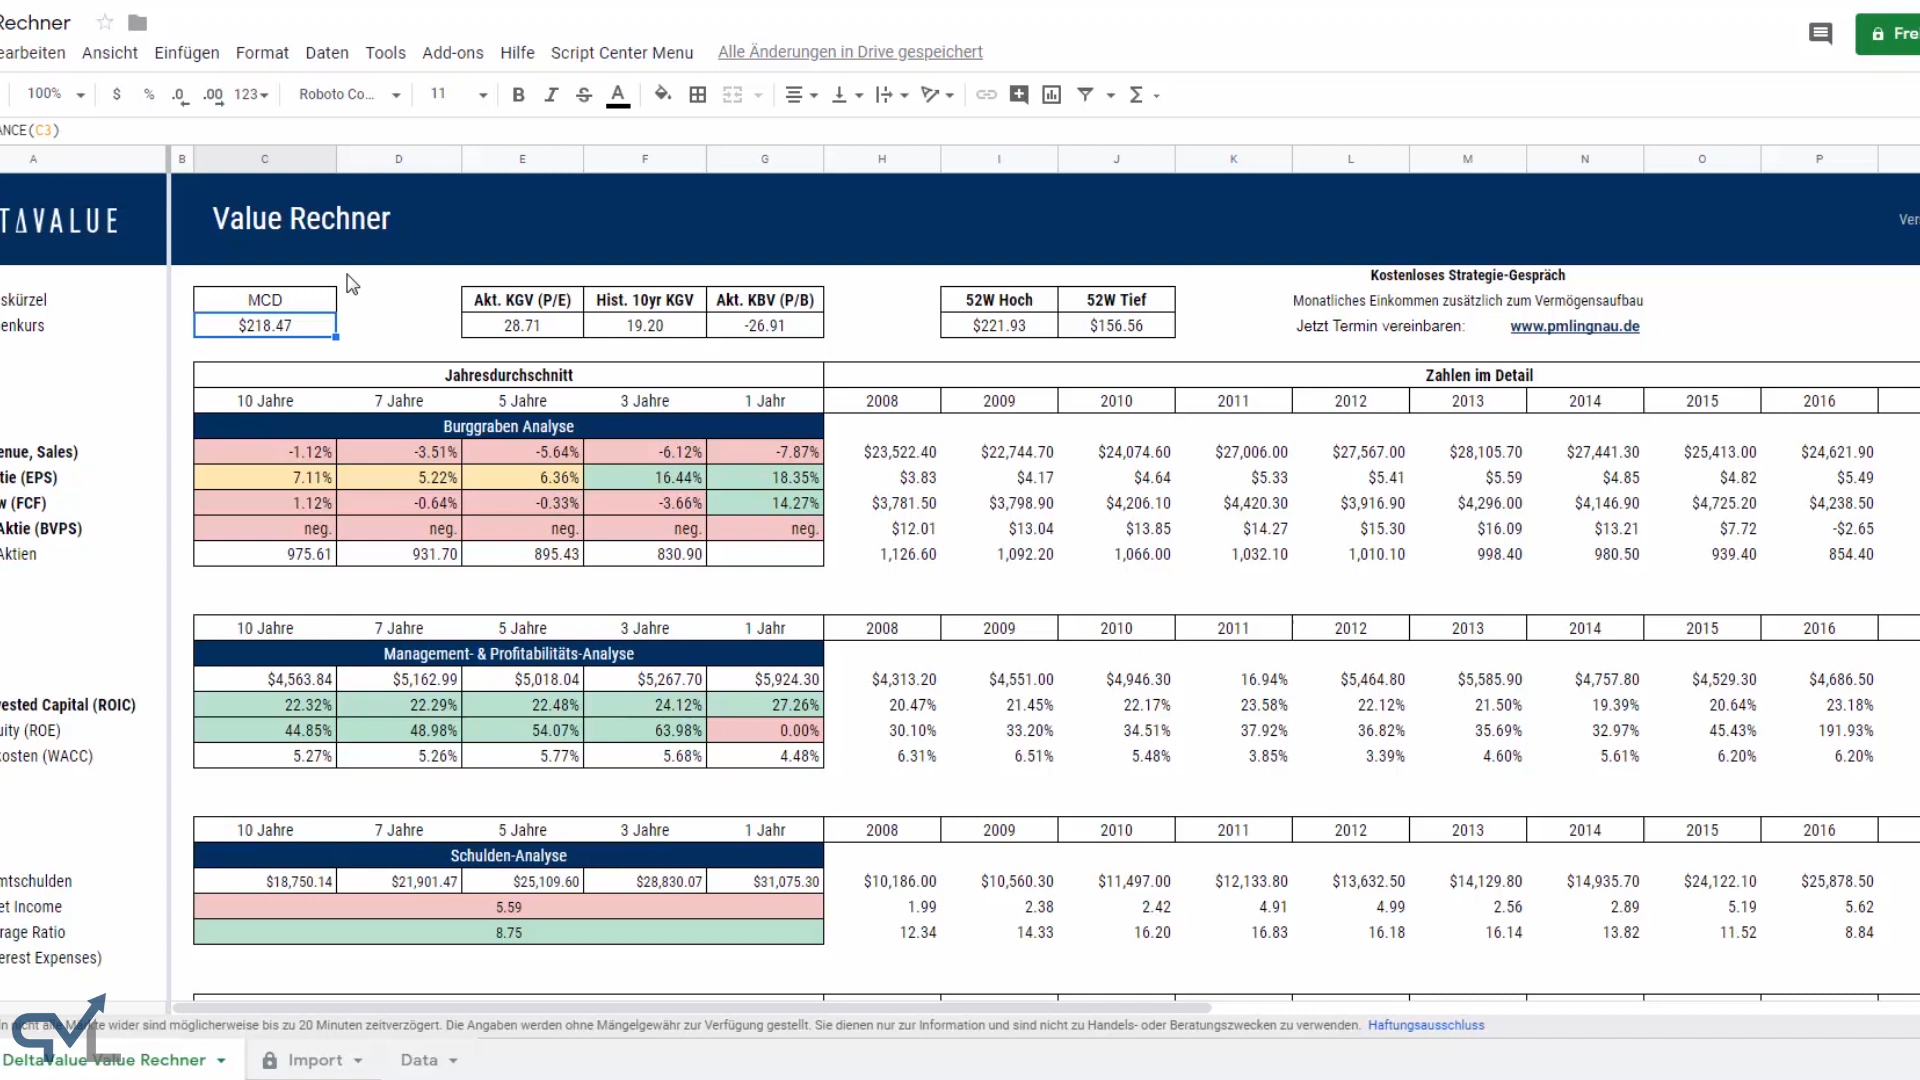 Rechner
earbeiten Ansicht Einfügen Format Daten Tools Add-ons Hilfe Script Center Menu Alle Änderungen in Drive gespeichert Frei
100% $ % .0 .00 123 Roboto Co... 11 B I S A Σ
ANCE(C3)
A B C D E F G H I J K L M N O P
TΔVALUE Value Rechner Vers
Kostenloses Strategie-Gespräch
skürzel MCD Akt. KGV (P/E) Hist. 10yr KGV Akt. KBV (P/B) 52W Hoch 52W Tief Monatliches Einkommen zusätzlich zum Vermögensaufbau
enkurs $218.47 28.71 19.20 -26.91 $221.93 $156.56 Jetzt Termin vereinbaren: www.pmlingnau.de
Jahresdurchschnitt Zahlen im Detail
10 Jahre 7 Jahre 5 Jahre 3 Jahre 1 Jahr 2008 2009 2010 2011 2012 2013 2014 2015 2016
Burggraben Analyse
enue, Sales) -1.12% -3.51% -5.64% -6.12% -7.87% $23,522.40 $22,744.70 $24,074.60 $27,006.00 $27,567.00 $28,105.70 $27,441.30 $25,413.00 $24,621.90
tie (EPS) 7.11% 5.22% 6.36% 16.44% 18.35% $3.83 $4.17 $4.64 $5.33 $5.41 $5.59 $4.85 $4.82 $5.49
w (FCF) 1.12% -0.64% -0.33% -3.66% 14.27% $3,781.50 $3,798.90 $4,206.10 $4,420.30 $3,916.90 $4,296.00 $4,146.90 $4,725.20 $4,238.50
Aktie (BVPS) neg. neg. neg. neg. neg. $12.01 $13.04 $13.85 $14.27 $15.30 $16.09 $13.21 $7.72 -$2.65
Aktien 975.61 931.70 895.43 830.90 1,126.60 1,092.20 1,066.00 1,032.10 1,010.10 998.40 980.50 939.40 854.40
10 Jahre 7 Jahre 5 Jahre 3 Jahre 1 Jahr 2008 2009 2010 2011 2012 2013 2014 2015 2016
Management- & Profitabilitäts-Analyse
$4,563.84 $5,162.99 $5,018.04 $5,267.70 $5,924.30 $4,313.20 $4,551.00 $4,946.30 16.94% $5,464.80 $5,585.90 $4,757.80 $4,529.30 $4,686.50
vested Capital (ROIC) 22.32% 22.29% 22.48% 24.12% 27.26% 20.47% 21.45% 22.17% 23.58% 22.12% 21.50% 19.39% 20.64% 23.18%
uity (ROE) 44.85% 48.98% 54.07% 63.98% 0.00% 30.10% 33.20% 34.51% 37.92% 36.82% 35.69% 32.97% 45.43% 191.93%
osten (WACC) 5.27% 5.26% 5.77% 5.68% 4.48% 6.31% 6.51% 5.48% 3.85% 3.39% 4.60% 5.61% 6.20% 6.20%
10 Jahre 7 Jahre 5 Jahre 3 Jahre 1 Jahr 2008 2009 2010 2011 2012 2013 2014 2015 2016
Schulden-Analyse
mtschulden $18,750.14 $21,901.47 $25,109.60 $28,830.07 $31,075.30 $10,186.00 $10,560.30 $11,497.00 $12,133.80 $13,632.50 $14,129.80 $14,935.70 $24,122.10 $25,878.50
et Income 5.59 1.99 2.38 2.42 4.91 4.99 2.56 2.89 5.19 5.62
rage Ratio 8.75 12.34 14.33 16.20 16.83 16.18 16.14 13.82 11.52 8.84
erest Expenses)
ln nicht alle Märkte wider sind möglicherweise bis zu 20 Minuten zeitverzögert. Die Angaben werden ohne Mängelgewähr zur Verfügung gestellt. Sie dienen nur zur Information und sind nicht zu Handels- oder Beratungszwecken zu verwenden. Haftungsausschluss
DeltaValue Value Rechner Import Data